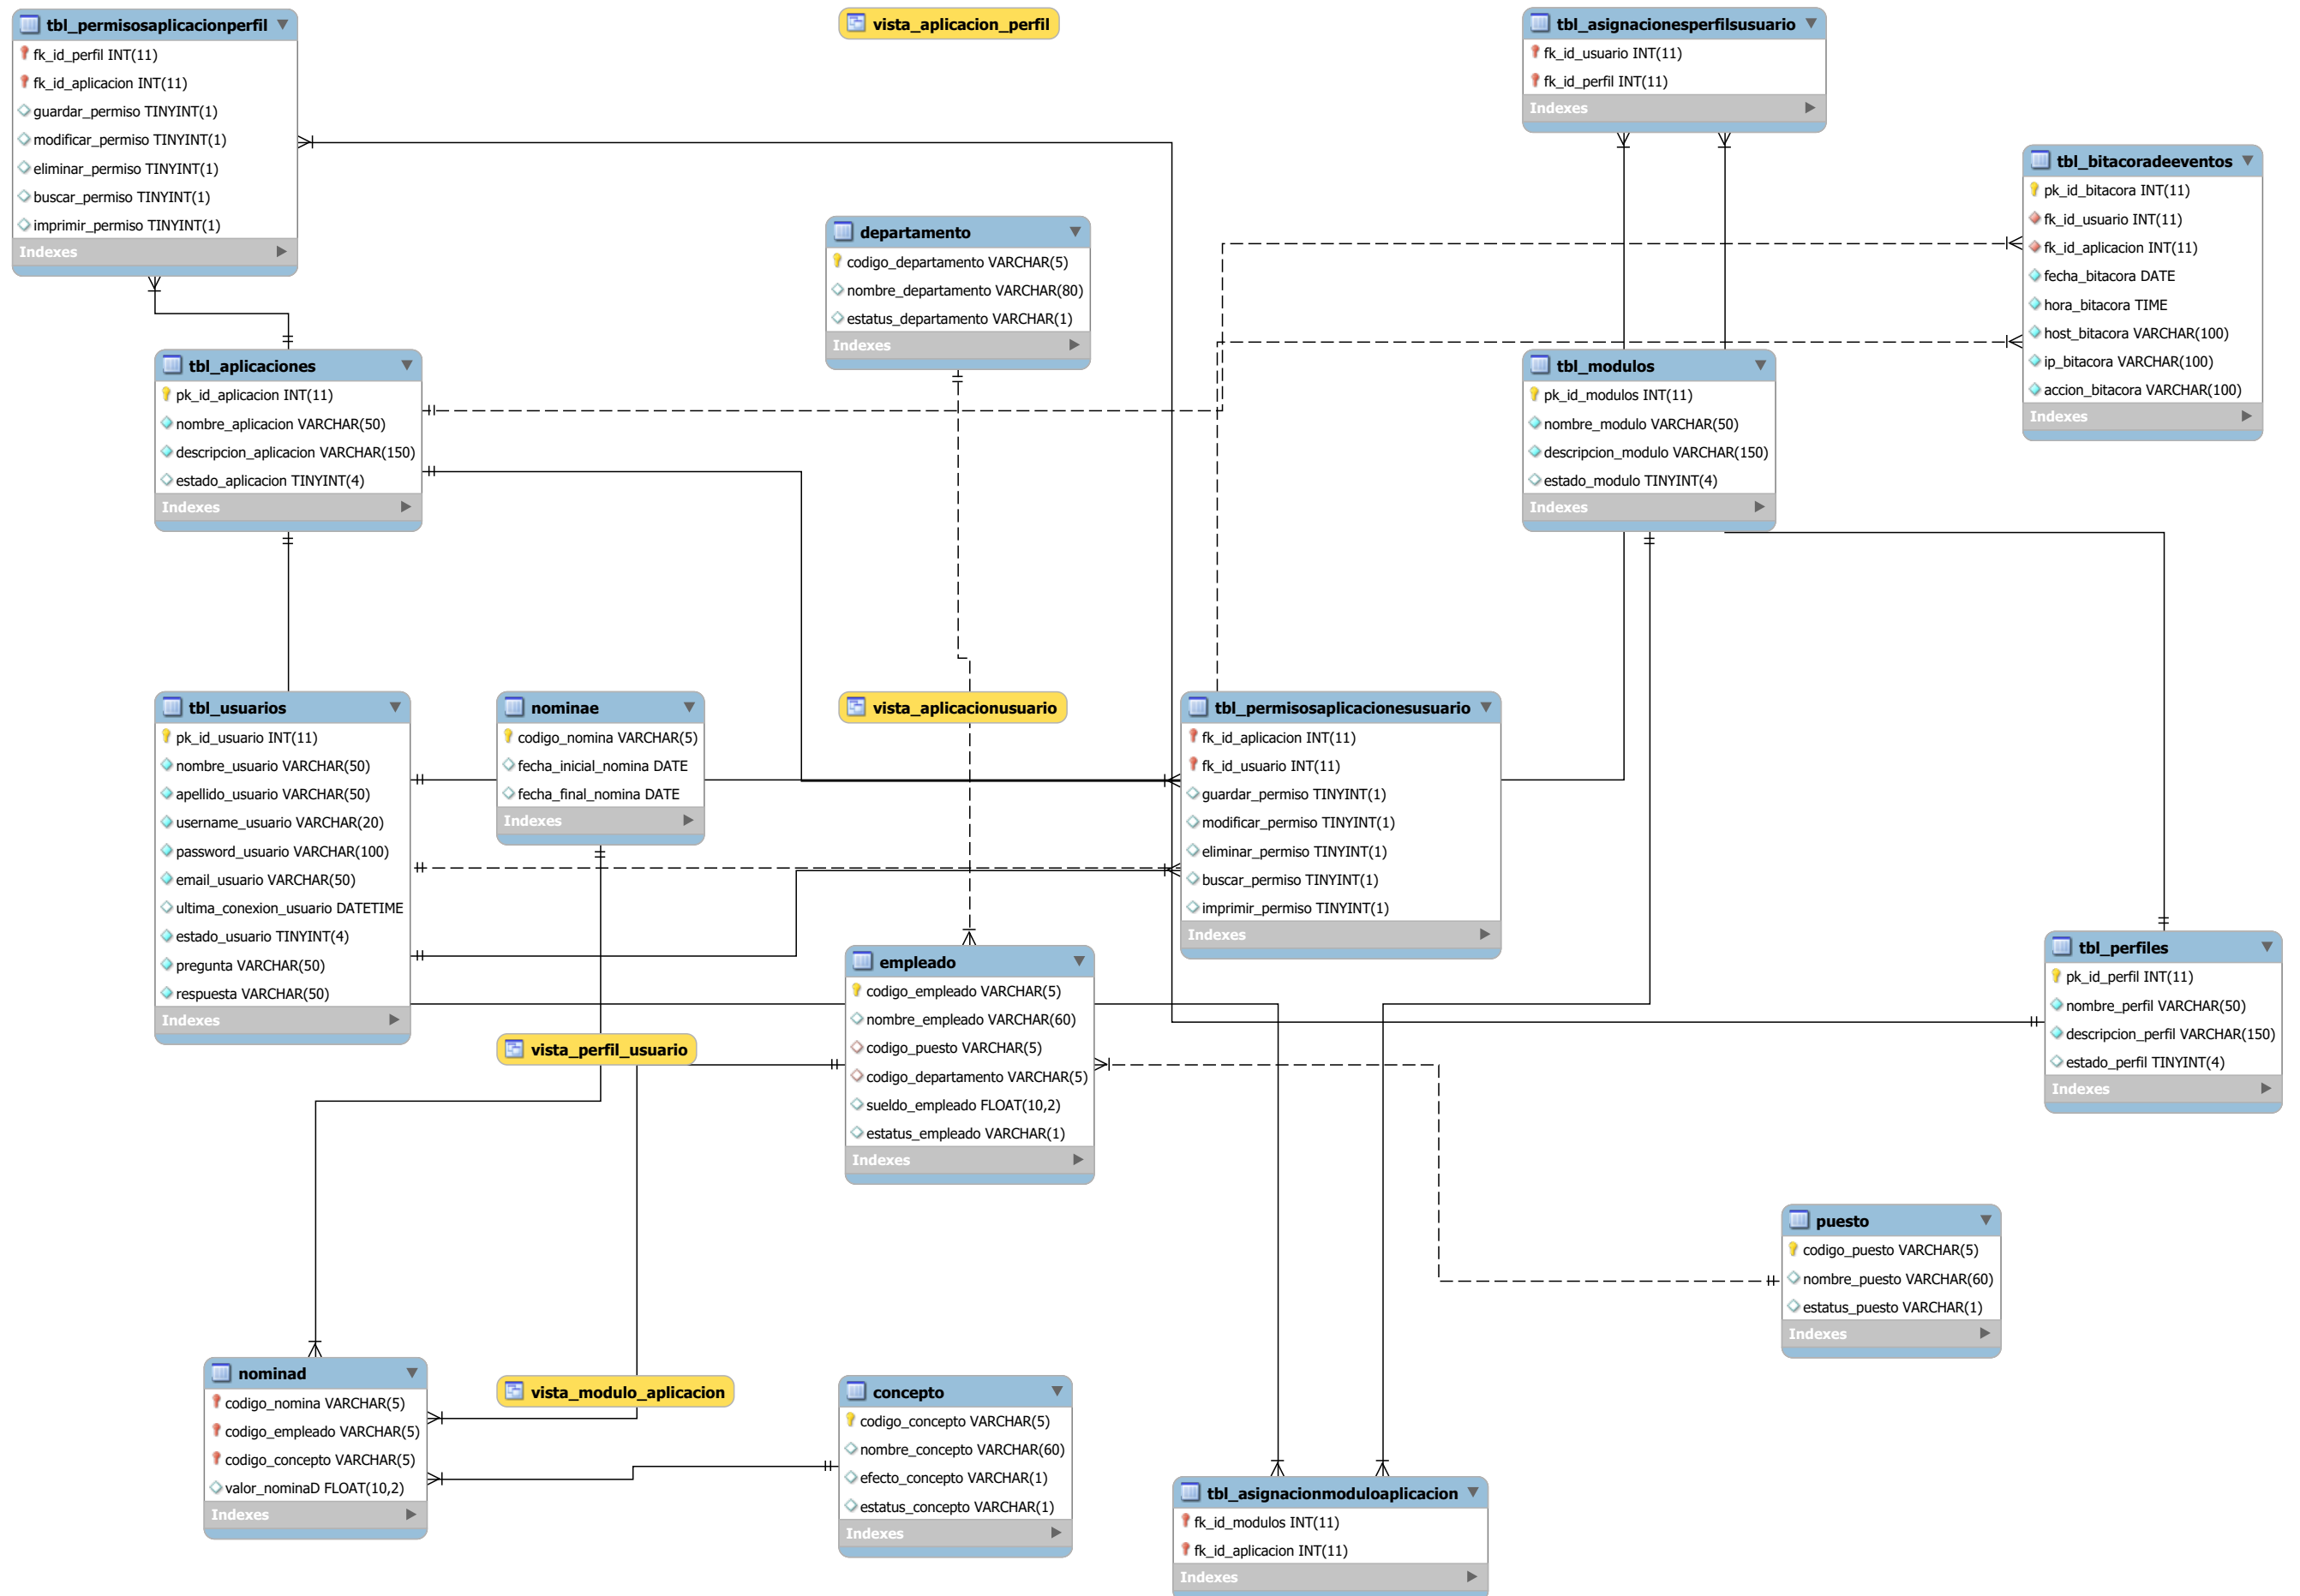 tbl_permisosaplicacionperfil
fk_id_perfil INT(11)
fk_id_aplicacion INT(11)
guardar_permiso TINYINT(1)
modificar_permiso TINYINT(1)
eliminar_permiso TINYINT(1)
buscar_permiso TINYINT(1)
imprimir_permiso TINYINT(1)
Indexes
vista_aplicacion_perfil
tbl_asignacionesperfilsusuario
fk_id_usuario INT(11)
fk_id_perfil INT(11)
Indexes
tbl_bitacoradeeventos
pk_id_bitacora INT(11)
fk_id_usuario INT(11)
fk_id_aplicacion INT(11)
fecha_bitacora DATE
hora_bitacora TIME
host_bitacora VARCHAR(100)
ip_bitacora VARCHAR(100)
accion_bitacora VARCHAR(100)
Indexes
departamento
codigo_departamento VARCHAR(5)
nombre_departamento VARCHAR(80)
estatus_departamento VARCHAR(1)
Indexes
tbl_aplicaciones
pk_id_aplicacion INT(11)
nombre_aplicacion VARCHAR(50)
descripcion_aplicacion VARCHAR(150)
estado_aplicacion TINYINT(4)
Indexes
tbl_modulos
pk_id_modulos INT(11)
nombre_modulo VARCHAR(50)
descripcion_modulo VARCHAR(150)
estado_modulo TINYINT(4)
Indexes
tbl_usuarios
pk_id_usuario INT(11)
nombre_usuario VARCHAR(50)
apellido_usuario VARCHAR(50)
username_usuario VARCHAR(20)
password_usuario VARCHAR(100)
email_usuario VARCHAR(50)
ultima_conexion_usuario DATETIME
estado_usuario TINYINT(4)
pregunta VARCHAR(50)
respuesta VARCHAR(50)
Indexes
nominae
codigo_nomina VARCHAR(5)
fecha_inicial_nomina DATE
fecha_final_nomina DATE
Indexes
vista_aplicacionusuario
tbl_permisosaplicacionesusuario
fk_id_aplicacion INT(11)
fk_id_usuario INT(11)
guardar_permiso TINYINT(1)
modificar_permiso TINYINT(1)
eliminar_permiso TINYINT(1)
buscar_permiso TINYINT(1)
imprimir_permiso TINYINT(1)
Indexes
empleado
codigo_empleado VARCHAR(5)
nombre_empleado VARCHAR(60)
codigo_puesto VARCHAR(5)
codigo_departamento VARCHAR(5)
sueldo_empleado FLOAT(10,2)
estatus_empleado VARCHAR(1)
Indexes
tbl_perfiles
pk_id_perfil INT(11)
nombre_perfil VARCHAR(50)
descripcion_perfil VARCHAR(150)
estado_perfil TINYINT(4)
Indexes
vista_perfil_usuario
puesto
codigo_puesto VARCHAR(5)
nombre_puesto VARCHAR(60)
estatus_puesto VARCHAR(1)
Indexes
nominad
codigo_nomina VARCHAR(5)
codigo_empleado VARCHAR(5)
codigo_concepto VARCHAR(5)
valor_nominaD FLOAT(10,2)
Indexes
vista_modulo_aplicacion
concepto
codigo_concepto VARCHAR(5)
nombre_concepto VARCHAR(60)
efecto_concepto VARCHAR(1)
estatus_concepto VARCHAR(1)
Indexes
tbl_asignacionmoduloaplicacion
fk_id_modulos INT(11)
fk_id_aplicacion INT(11)
Indexes